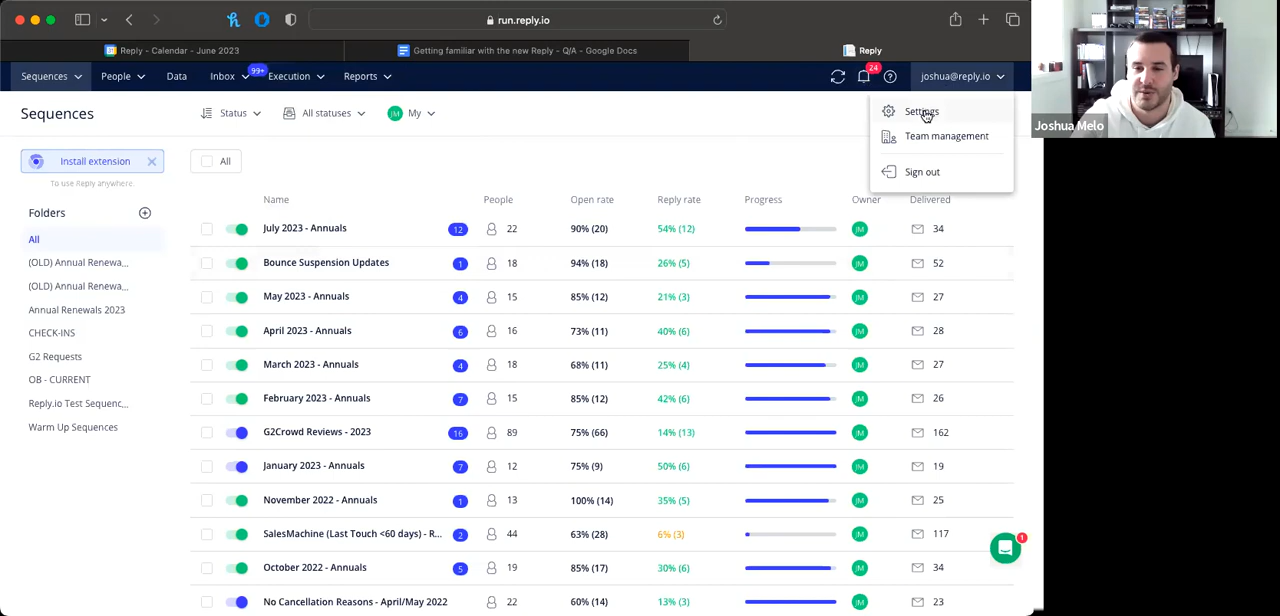 run.reply.io
Reply - Calendar - June 2023
Getting familiar with the new Reply - Q/A - Google Docs
Reply
Sequences
People
Data
Inbox
99+
Execution
Reports
24
joshua@reply.io
Sequences
Status
All statuses
JM
My
Settings
Team management
Sign out
Joshua Melo
Install extension
To use Reply anywhere.
All
Folders
All
(OLD) Annual Renewa...
(OLD) Annual Renewa...
Annual Renewals 2023
CHECK-INS
G2 Requests
OB - CURRENT
Reply.io Test Sequenc...
Warm Up Sequences
Name People Open rate Reply rate Progress Owner Delivered
July 2023 - Annuals 12 22 90% (20) 54% (12) JM 34
Bounce Suspension Updates 1 18 94% (18) 26% (5) JM 52
May 2023 - Annuals 4 15 85% (12) 21% (3) JM 27
April 2023 - Annuals 6 16 73% (11) 40% (6) JM 28
March 2023 - Annuals 4 18 68% (11) 25% (4) JM 27
February 2023 - Annuals 7 15 85% (12) 42% (6) JM 26
G2Crowd Reviews - 2023 16 89 75% (66) 14% (13) JM 162
January 2023 - Annuals 7 12 75% (9) 50% (6) JM 19
November 2022 - Annuals 1 13 100% (14) 35% (5) JM 25
SalesMachine (Last Touch <60 days) - R... 2 44 63% (28) 6% (3) JM 117
October 2022 - Annuals 5 19 85% (17) 30% (6) JM 34
No Cancellation Reasons - April/May 2022 22 60% (14) 13% (3) JM 23
1